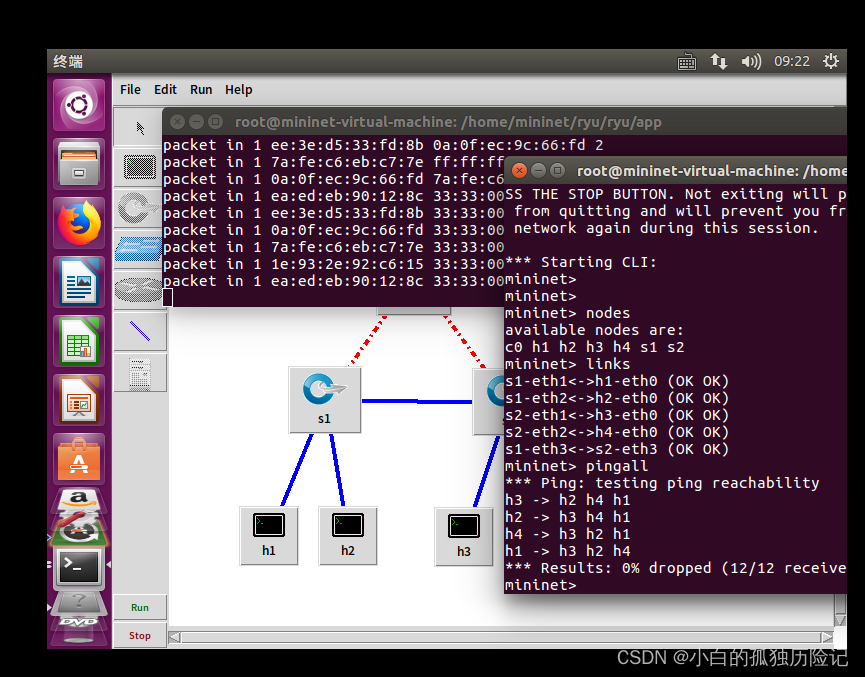 终端
09:22
File Edit Run Help
root@mininet-virtual-machine: /home/mininet/ryu/ryu/app
packet in 1 ee:3e:d5:33:fd:8b 0a:0f:ec:9c:66:fd 2
packet in 1 7a:fe:c6:eb:c7:7e ff:ff:ff
packet in 1 0a:0f:ec:9c:66:fd 7a:fe:c6
packet in 1 ea:ed:eb:90:12:8c 33:33:00
packet in 1 ee:3e:d5:33:fd:8b 33:33:00
packet in 1 0a:0f:ec:9c:66:fd 33:33:00
packet in 1 7a:fe:c6:eb:c7:7e 33:33:00
packet in 1 1e:93:2e:92:c6:15 33:33:00
packet in 1 ea:ed:eb:90:12:8c 33:33:00
root@mininet-virtual-machine: /home
SS THE STOP BUTTON. Not exiting will p
from quitting and will prevent you fr
network again during this session.
*** Starting CLI:
mininet>
mininet>
mininet> nodes
available nodes are:
c0 h1 h2 h3 h4 s1 s2
mininet> links
s1-eth1<->h1-eth0 (OK OK)
s1-eth2<->h2-eth0 (OK OK)
s2-eth1<->h3-eth0 (OK OK)
s2-eth2<->h4-eth0 (OK OK)
s1-eth3<->s2-eth3 (OK OK)
mininet> pingall
*** Ping: testing ping reachability
h3 -> h2 h4 h1
h2 -> h3 h4 h1
h4 -> h3 h2 h1
h1 -> h3 h2 h4
*** Results: 0% dropped (12/12 receive
mininet>
s1
h1
h2
h3
Run
Stop
DVD
CSDN @小白的孤独历险记